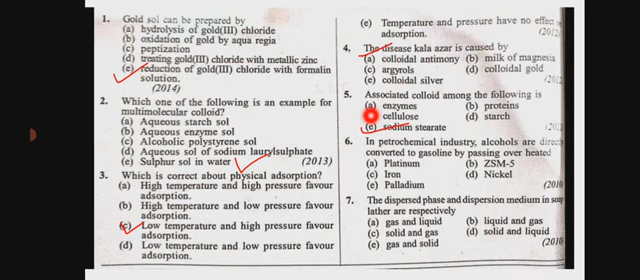 1. Gold sol can be prepared by
(a) hydrolysis of gold(III) chloride
(b) oxidation of gold by aqua regia
(c) peptization
(d) treating gold(III) chloride with metallic zinc
(e) reduction of gold(III) chloride with formalin
solution.
(2014)
2. Which one of the following is an example for
multimolecular colloid?
(a) Aqueous starch sol
(b) Aqueous enzyme sol
(c) Alcoholic polystyrene sol
(d) Aqueous sol of sodium laurylsulphate
(e) Sulphur sol in water (2013)
3. Which is correct about physical adsorption?
(a) High temperature and high pressure favour
adsorption.
(b) High temperature and low pressure favour
adsorption.
(c) Low temperature and high pressure favour
adsorption.
(d) Low temperature and low pressure favour
adsorption.
(e) Temperature and pressure have no effect on
adsorption. (2012)
4. The disease kala azar is caused by
(a) colloidal antimony (b) milk of magnesia
(c) argyrols (d) colloidal gold
(e) colloidal silver (2012
5. Associated colloid among the following is
(a) enzymes (b) proteins
cellulose (d) starch
(e) sodium stearate
6. In petrochemical industry, alcohols are
converted to gasoline by passing over heated
(a) Platinum (b) ZSM-5
(c) Iron (d) Nickel
(e) Palladium (2010
7. The dispersed phase and dispersion medium in soap
lather are respectively
(a) gas and liquid (b) liquid and gas
(c) solid and gas (d) solid and liquid
(e) gas and solid (2010